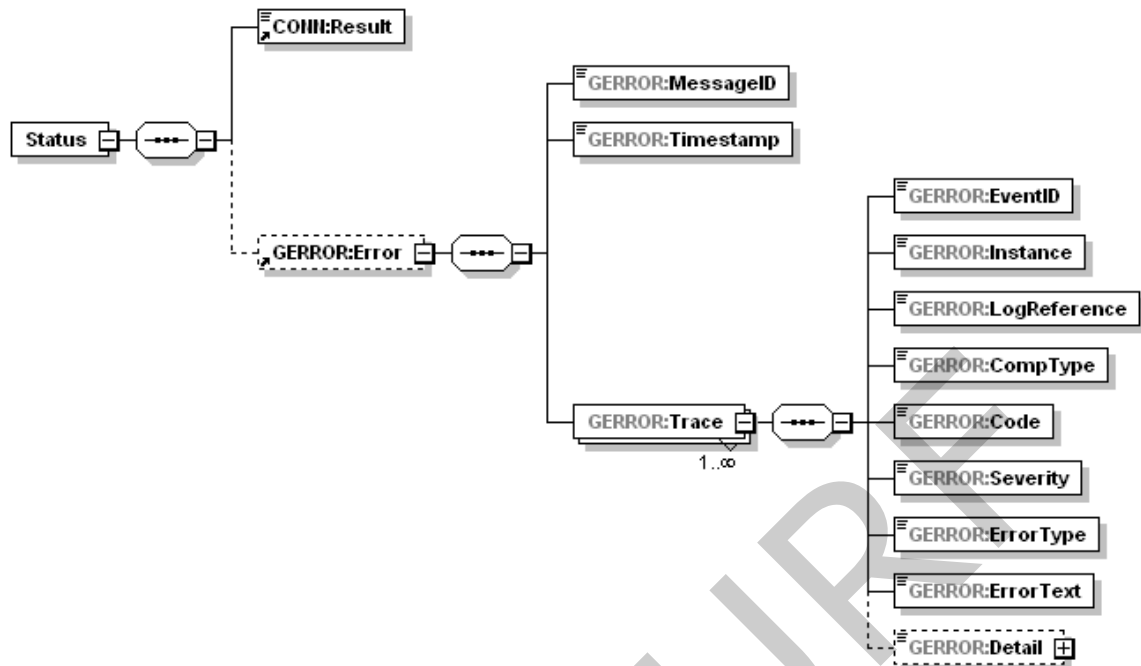 CONN:Result
GERROR:MessageID
Status
GERROR:Timestamp
GERROR:EventID
GERROR:Error
GERROR:Instance
GERROR:LogReference
GERROR:CompType
GERROR:Trace
GERROR:Code
1..∞
GERROR:Severity
GERROR:ErrorType
GERROR:ErrorText
GERROR:Detail